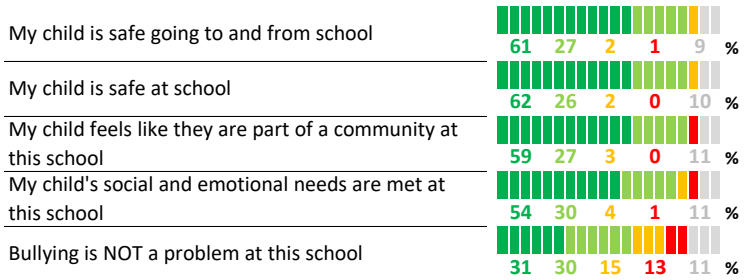 My child is safe going to and from school
61 27 2 1 9 %
My child is safe at school
62 26 2 0 10 %
My child feels like they are part of a community at
this school
59 27 3 0 11 %
My child's social and emotional needs are met at
this school
54 30 4 1 11 %
Bullying is NOT a problem at this school
31 30 15 13 11 %